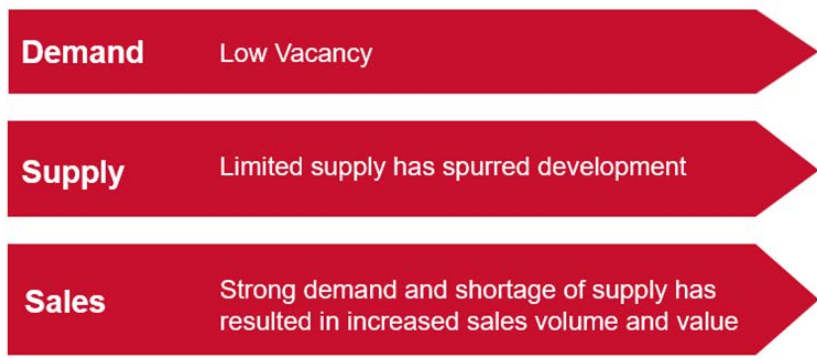 Demand Low Vacancy
Supply Limited supply has spurred development
Sales Strong demand and shortage of supply has
resulted in increased sales volume and value